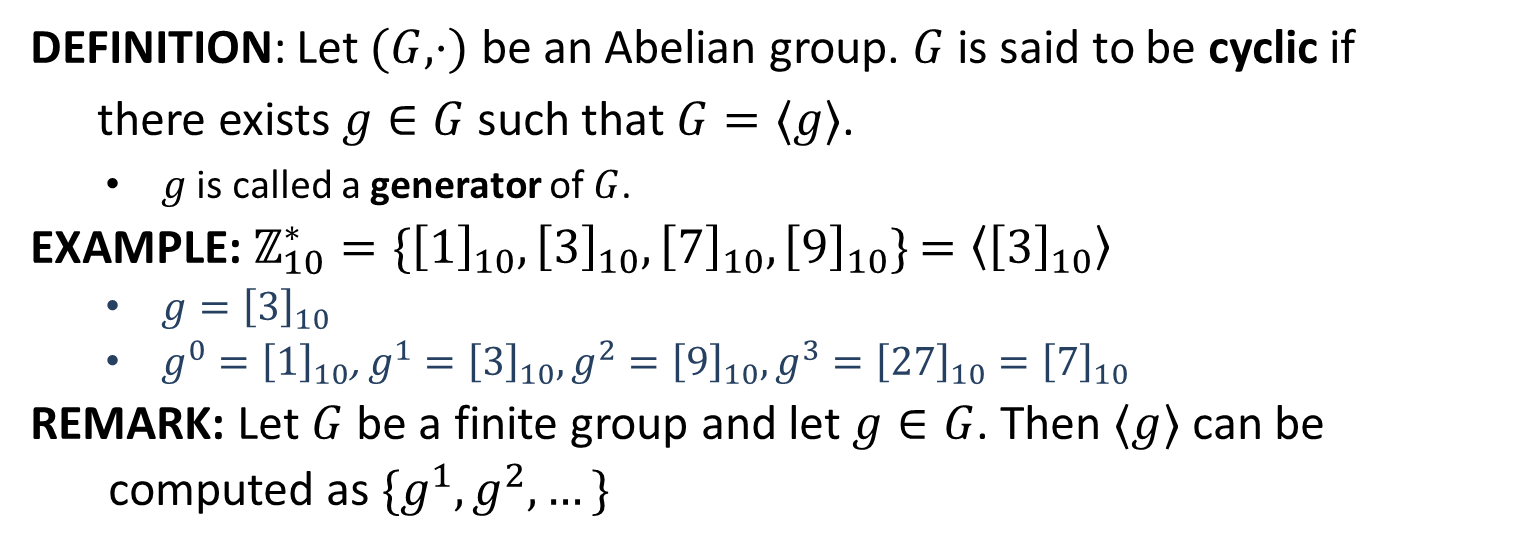 DEFINITION: Let (𝐺,·) be an Abelian group. 𝐺 is said to be cyclic if
there exists 𝑔 ∈ 𝐺 such that 𝐺 = ⟨𝑔⟩.
• 𝑔 is called a generator of 𝐺.
EXAMPLE: ℤ*₁₀ = {[1]₁₀, [3]₁₀, [7]₁₀, [9]₁₀} = ⟨[3]₁₀⟩
• 𝑔 = [3]₁₀
• 𝑔⁰ = [1]₁₀, 𝑔¹ = [3]₁₀, 𝑔² = [9]₁₀, 𝑔³ = [27]₁₀ = [7]₁₀
REMARK: Let 𝐺 be a finite group and let 𝑔 ∈ 𝐺. Then ⟨𝑔⟩ can be
computed as {𝑔¹, 𝑔², … }